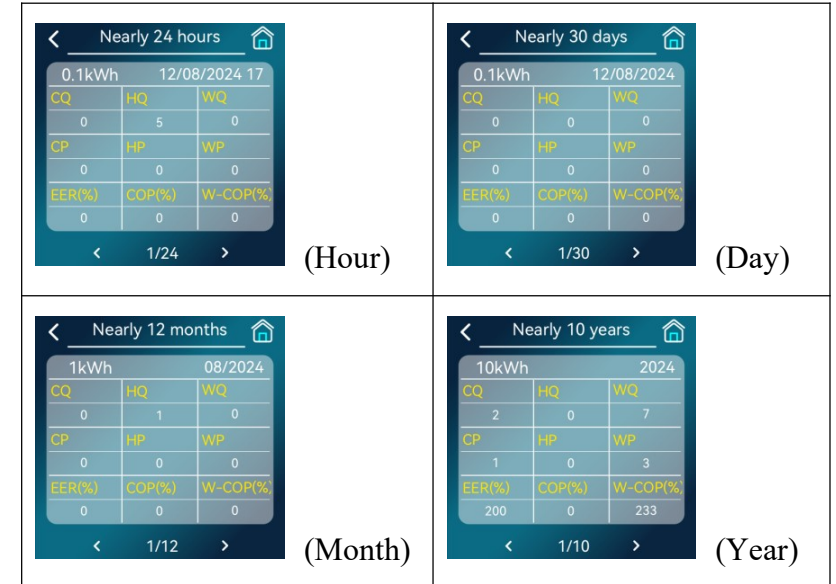 Nearly 24 hours
0.1kWh 12/08/2024 17
CQ HQ WQ
0 5 0
CP HP WP
0 0 0
EER(%) COP(%) W-COP(%)
0 0 0
< 1/24 >
(Hour)
Nearly 30 days
0.1kWh 12/08/2024
CQ HQ WQ
0 0 0
CP HP WP
0 0 0
EER(%) COP(%) W-COP(%)
0 0 0
< 1/30 >
(Day)
Nearly 12 months
1kWh 08/2024
CQ HQ WQ
0 1 0
CP HP WP
0 0 0
EER(%) COP(%) W-COP(%)
0 0 0
< 1/12 >
(Month)
Nearly 10 years
10kWh 2024
CQ HQ WQ
2 0 7
CP HP WP
1 0 3
EER(%) COP(%) W-COP(%)
200 0 233
< 1/10 >
(Year)